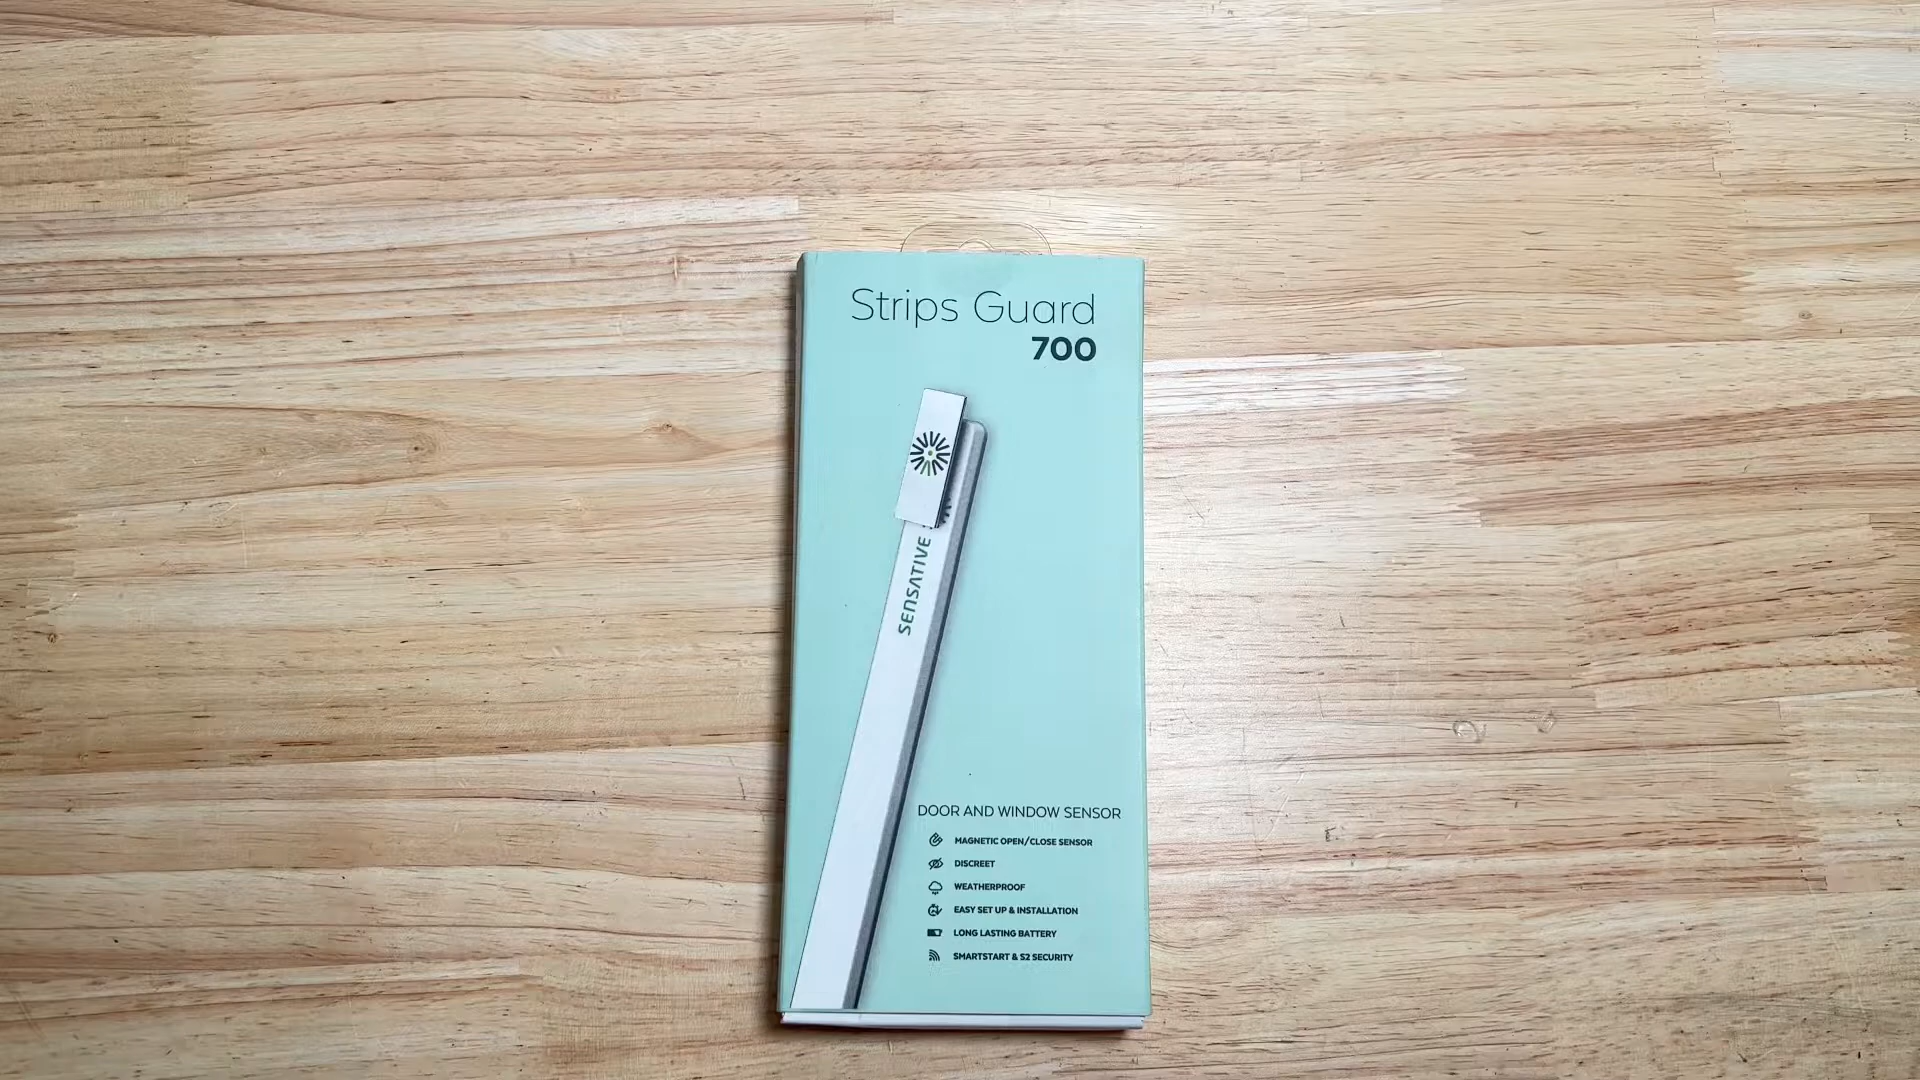 Strips Guard
700
SENSATIVE
DOOR AND WINDOW SENSOR
MAGNETIC OPEN/CLOSE SENSOR
DISCREET
WEATHERPROOF
EASY SET UP & INSTALLATION
LONG LASTING BATTERY
SMARTSTART & S2 SECURITY